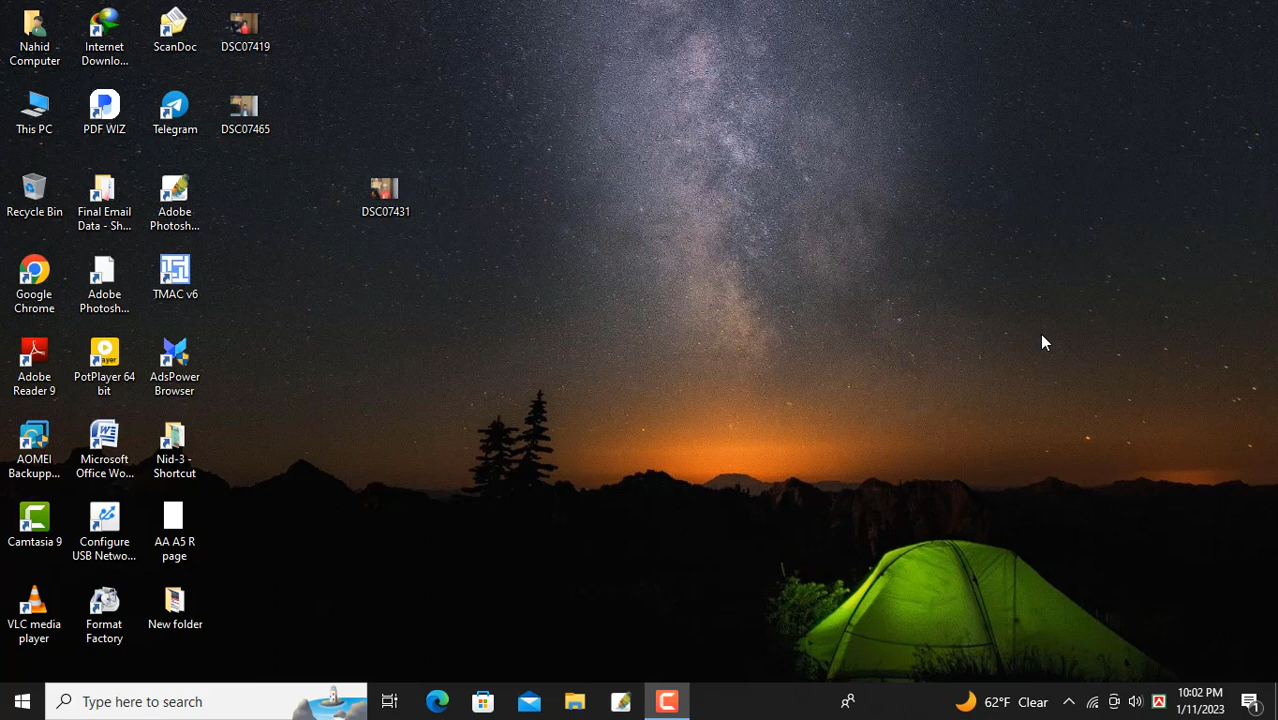 Nahid
Computer
Internet
Downlo...
ScanDoc
DSC07419
This PC
PDF WIZ
Telegram
DSC07465
Recycle Bin
Final Email
Data - Sh...
Adobe
Photosh...
DSC07431
Google
Chrome
Adobe
Photosh...
TMAC v6
Adobe
Reader 9
PotPlayer 64
bit
AdsPower
Browser
AOMEI
Backupp...
Microsoft
Office Wo...
Nid-3 -
Shortcut
Camtasia 9
Configure
USB Netwo...
AA A5 R
page
VLC media
player
Format
Factory
New folder
Type here to search
62°F Clear
10:02 PM
1/11/2023